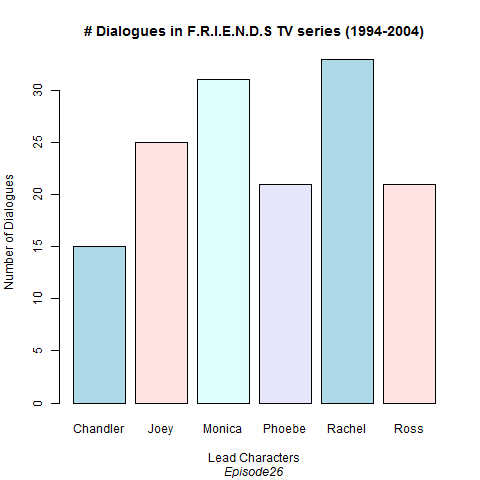 # Dialogues in F.R.I.E.N.D.S TV series (1994-2004)
Number of Dialogues
30
25
20
15
10
5
0
Chandler Joey Monica Phoebe Rachel Ross
Lead Characters
Episode26